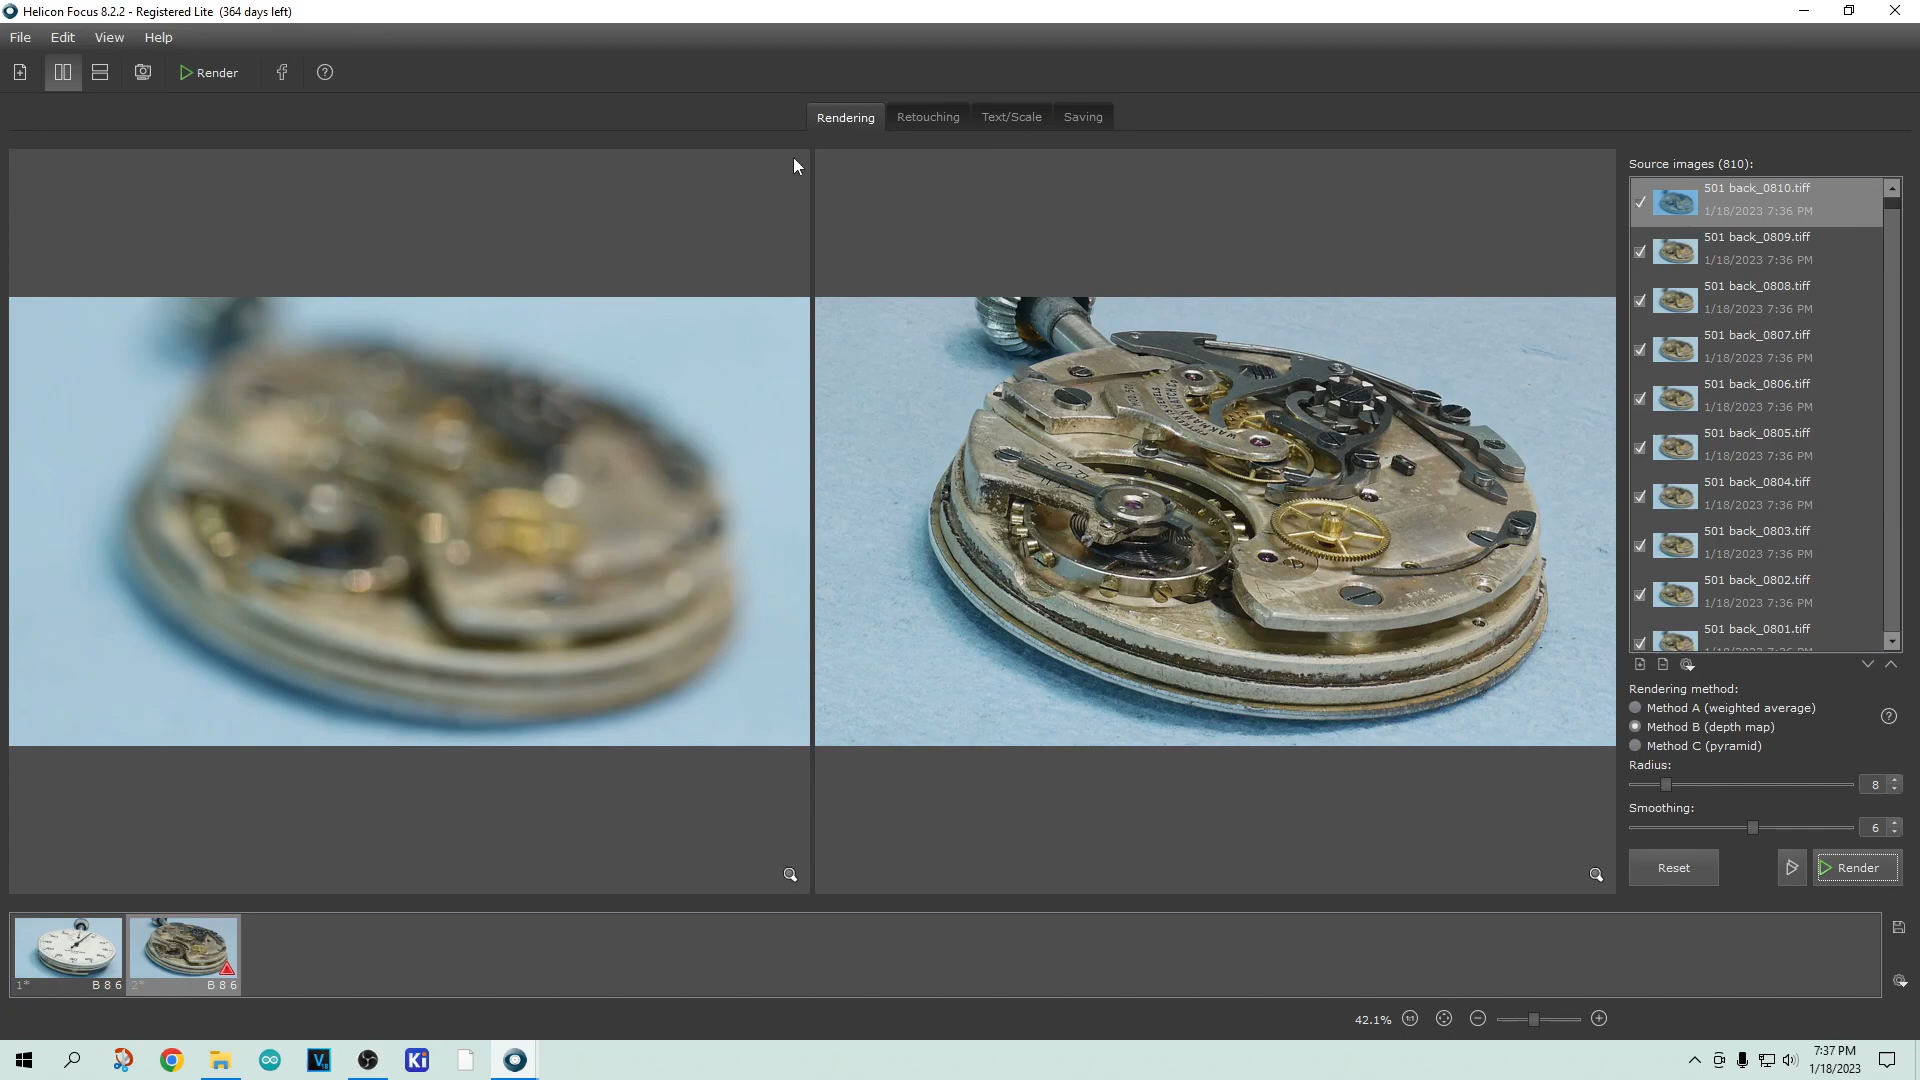 Helicon Focus 8.2.2 - Registered Lite (364 days left)
File Edit View Help
Render
Rendering Retouching Text/Scale Saving
Source images (810):
501 back_0810.tiff
1/18/2023 7:36 PM
501 back_0809.tiff
1/18/2023 7:36 PM
501 back_0808.tiff
1/18/2023 7:36 PM
501 back_0807.tiff
1/18/2023 7:36 PM
501 back_0806.tiff
1/18/2023 7:36 PM
501 back_0805.tiff
1/18/2023 7:36 PM
501 back_0804.tiff
1/18/2023 7:36 PM
501 back_0803.tiff
1/18/2023 7:36 PM
501 back_0802.tiff
1/18/2023 7:36 PM
501 back_0801.tiff
Rendering method:
Method A (weighted average)
Method B (depth map)
Method C (pyramid)
Radius:
8
Smoothing:
6
Reset Render
1* B 8 6 2* B 8 6
42.1% 1:1
7:37 PM
1/18/2023